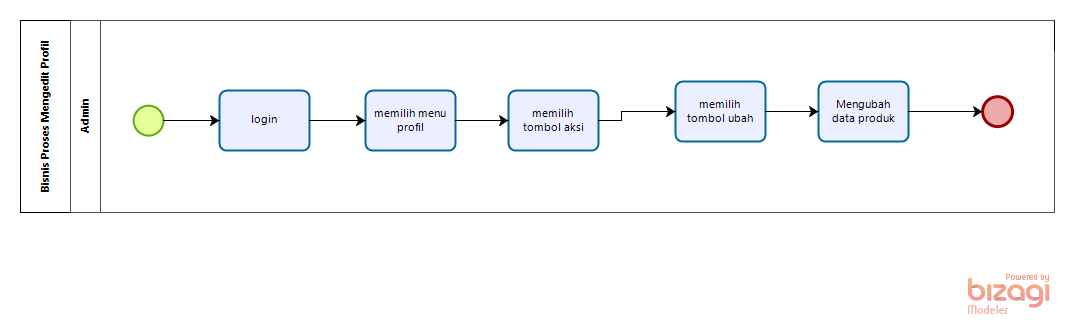 Bisnis Proses Mengedit Profil
Admin
login
memilih menu
profil
memilih
tombol aksi
memilih
tombol ubah
Mengubah
data produk
Powered by
bizagi
Modeler